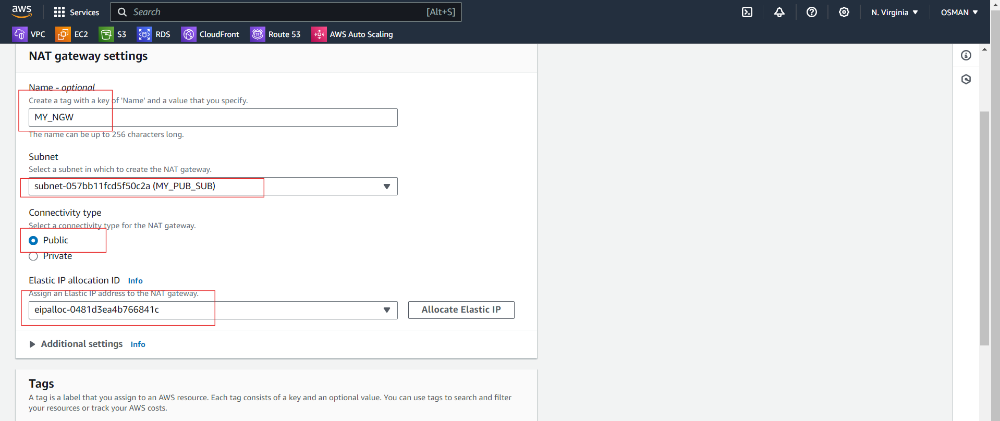 aws
Services
Search
[Alt+S]
N. Virginia
OSMAN
VPC
EC2
S3
RDS
CloudFront
53
Route 53
AWS Auto Scaling
NAT gateway settings
Name - optional
Create a tag with a key of 'Name' and a value that you specify.
MY_NGW
The name can be up to 256 characters long.
Subnet
Select a subnet in which to create the NAT gateway.
subnet-057bb11fcd5f50c2a (MY_PUB_SUB)
Connectivity type
Select a connectivity type for the NAT gateway.
Public
Private
Elastic IP allocation ID Info
Assign an Elastic IP address to the NAT gateway.
eipalloc-0481d3ea4b766841c
Allocate Elastic IP
Additional settings Info
Tags
A tag is a label that you assign to an AWS resource. Each tag consists of a key and an optional value. You can use tags to search and filter
your resources or track your AWS costs.